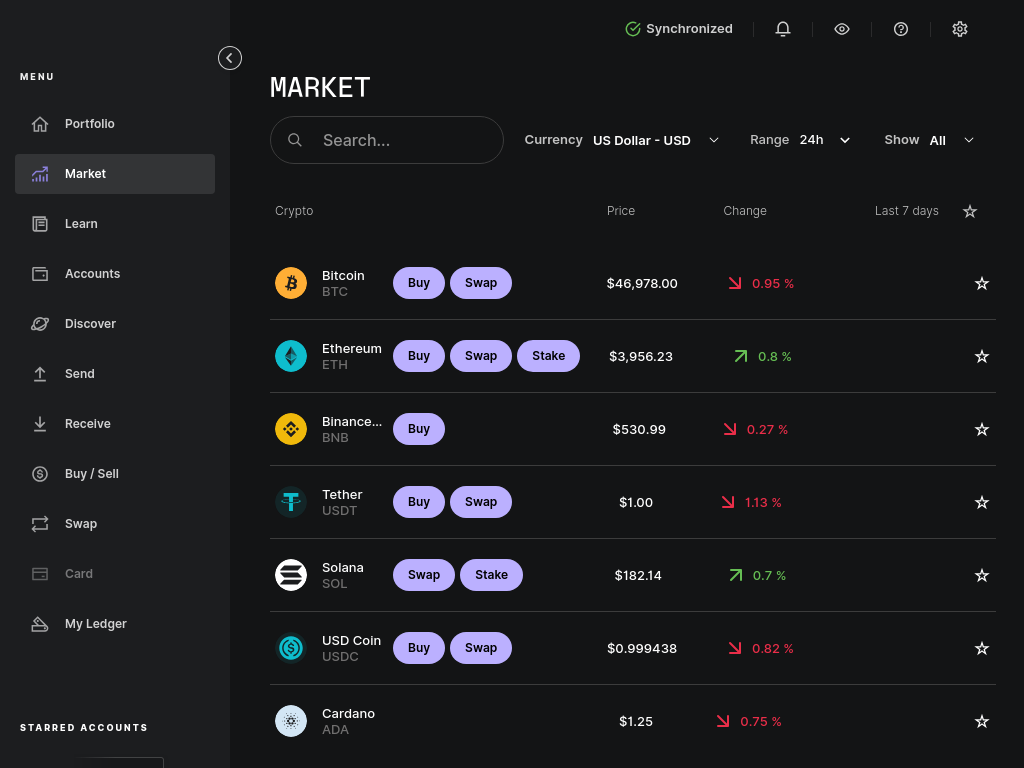 Synchronized
MENU
MARKET
Portfolio
Search...
Currency US Dollar - USD
Range 24h
Show All
Market
Learn
Accounts
Discover
Send
Receive
Buy / Sell
Swap
Card
My Ledger
STARRED ACCOUNTS
Crypto Price Change Last 7 days
Bitcoin
BTC
Buy Swap $46,978.00 0.95 %
Ethereum
ETH
Buy Swap Stake $3,956.23 0.8 %
Binance...
BNB
Buy $530.99 0.27 %
Tether
USDT
Buy Swap $1.00 1.13 %
Solana
SOL
Swap Stake $182.14 0.7 %
USD Coin
USDC
Buy Swap $0.999438 0.82 %
Cardano
ADA
$1.25 0.75 %